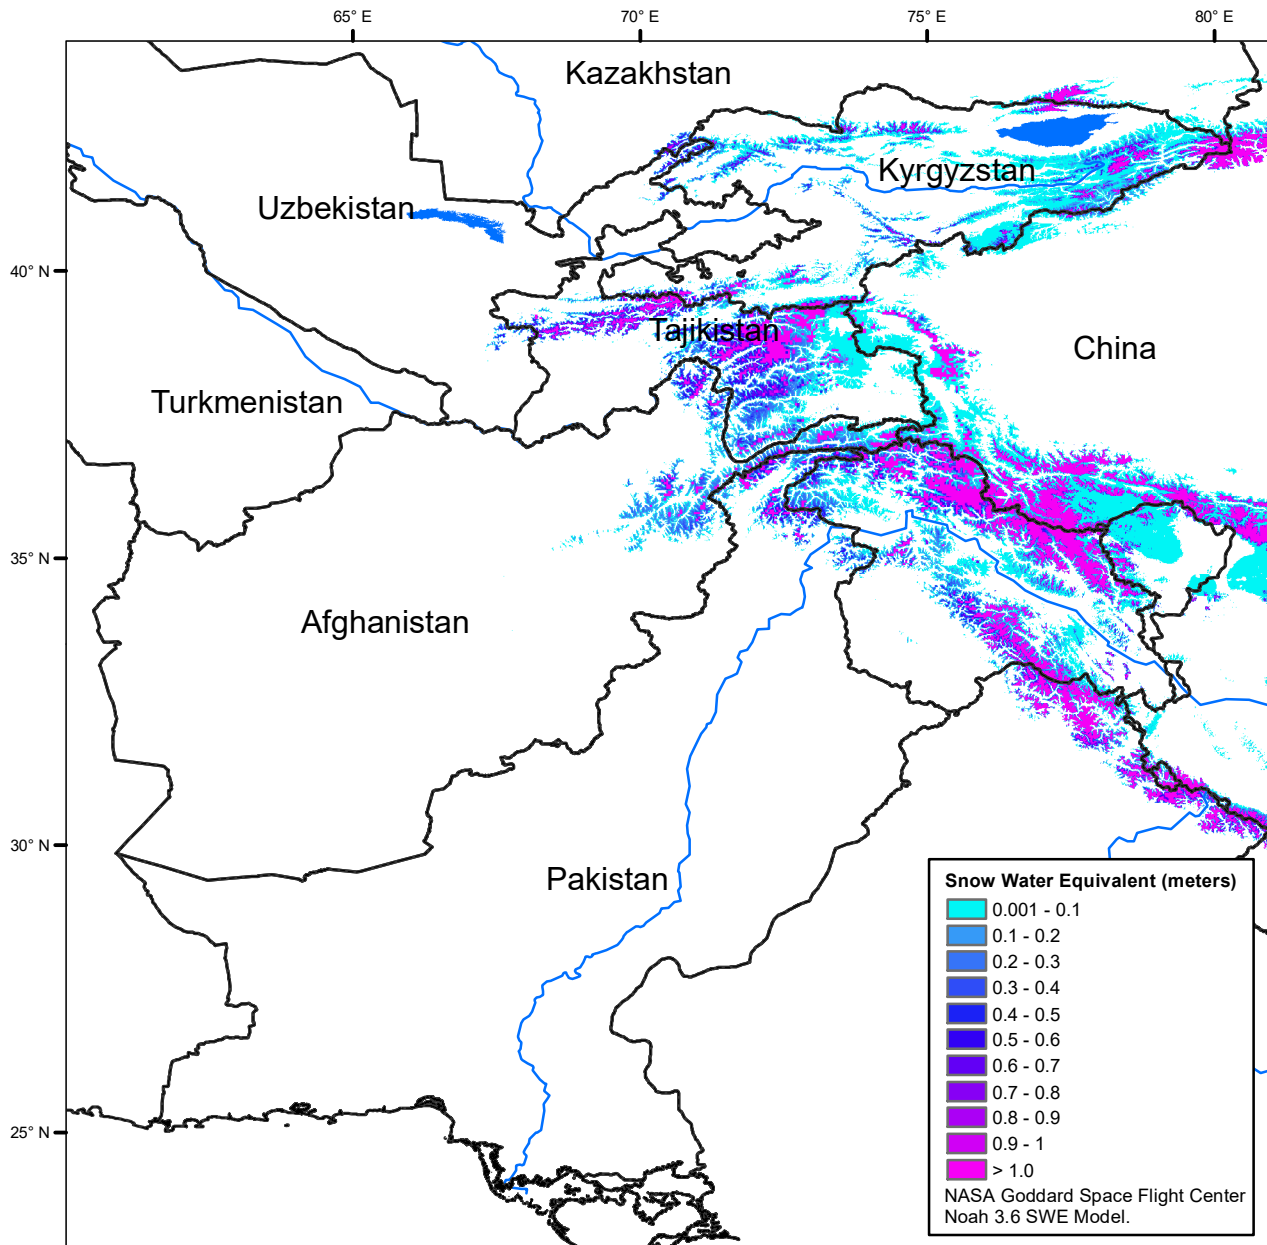 65° E
70° E
75° E
80° E
Kazakhstan
Kyrgyzstan
Uzbekistan
40° N
Tajikistan
China
Turkmenistan
35° N
Afghanistan
30° N
Pakistan
25° N
Snow Water Equivalent (meters)
0.001 - 0.1
0.1 - 0.2
0.2 - 0.3
0.3 - 0.4
0.4 - 0.5
0.5 - 0.6
0.6 - 0.7
0.7 - 0.8
0.8 - 0.9
0.9 - 1
> 1.0
NASA Goddard Space Flight Center
Noah 3.6 SWE Model.